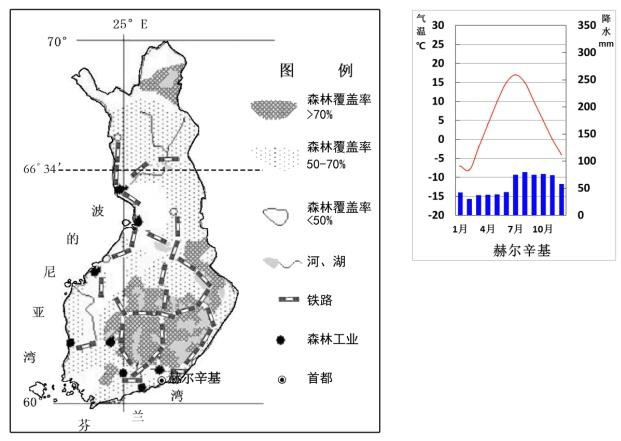 25° E
70°
66°34′
60°
波
的
尼
亚
湾
芬
兰
湾
赫尔辛基
图 例
森林覆盖率
>70%
森林覆盖率
50-70%
森林覆盖率
<50%
河、湖
铁路
森林工业
首都
气温
℃
降水
mm
30
25
20
15
10
5
0
-5
-10
-15
-20
350
300
250
200
150
100
50
0
1月 4月 7月 10月
赫尔辛基